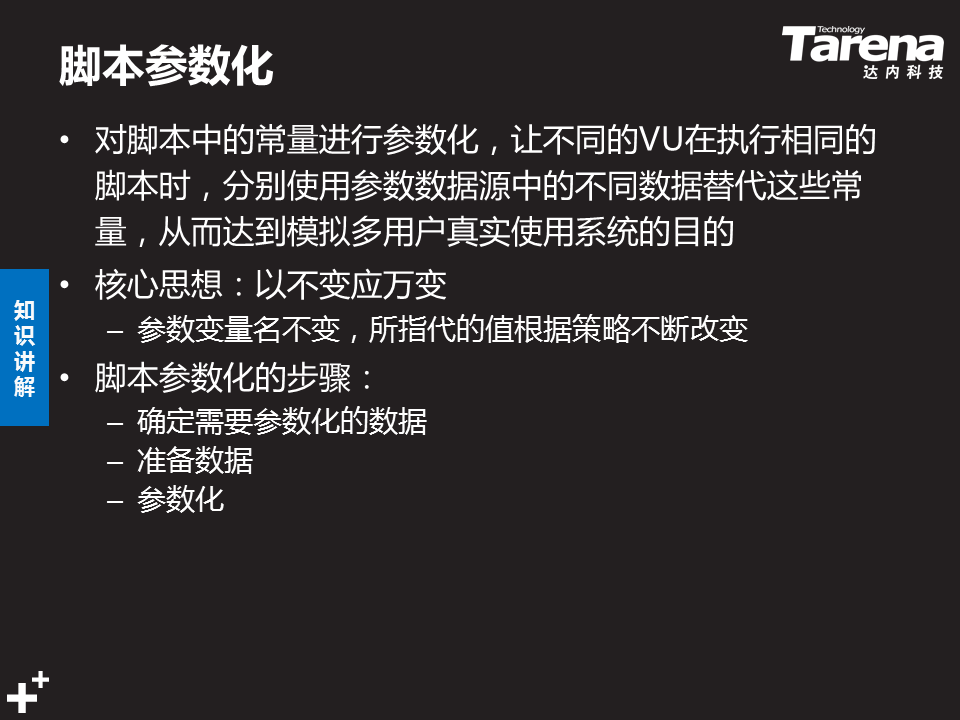 脚本参数化
Technology
Tarena
达内科技
• 对脚本中的常量进行参数化，让不同的VU在执行相同的
脚本时，分别使用参数数据源中的不同数据替代这些常
量，从而达到模拟多用户真实使用系统的目的
• 核心思想：以不变应万变
– 参数变量名不变，所指代的值根据策略不断改变
• 脚本参数化的步骤：
– 确定需要参数化的数据
– 准备数据
– 参数化
知
识
讲
解